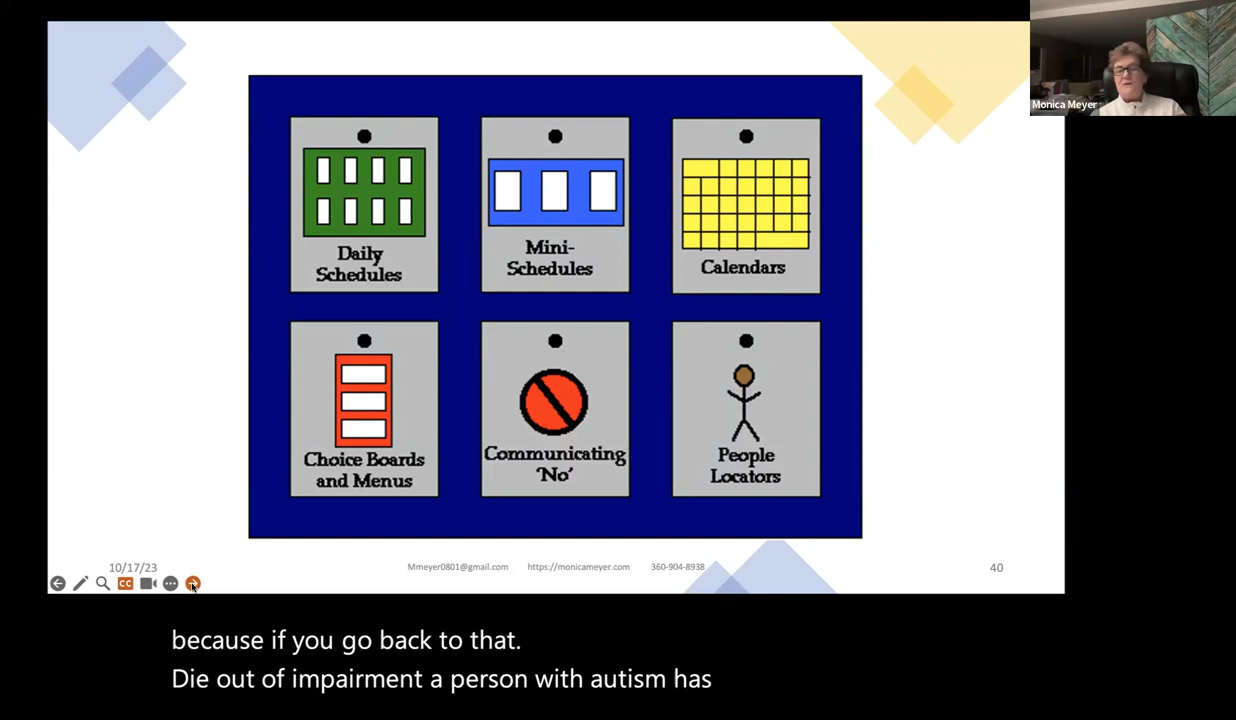 Monica Meyer
Daily
Schedules
Mini-
Schedules
Calendars
Choice Boards
and Menus
Communicating
'No'
People
Locators
10/17/23
Mmeyer0801@gmail.com https://monicameyer.com 360-904-8938
40
CC
because if you go back to that.
Die out of impairment a person with autism has